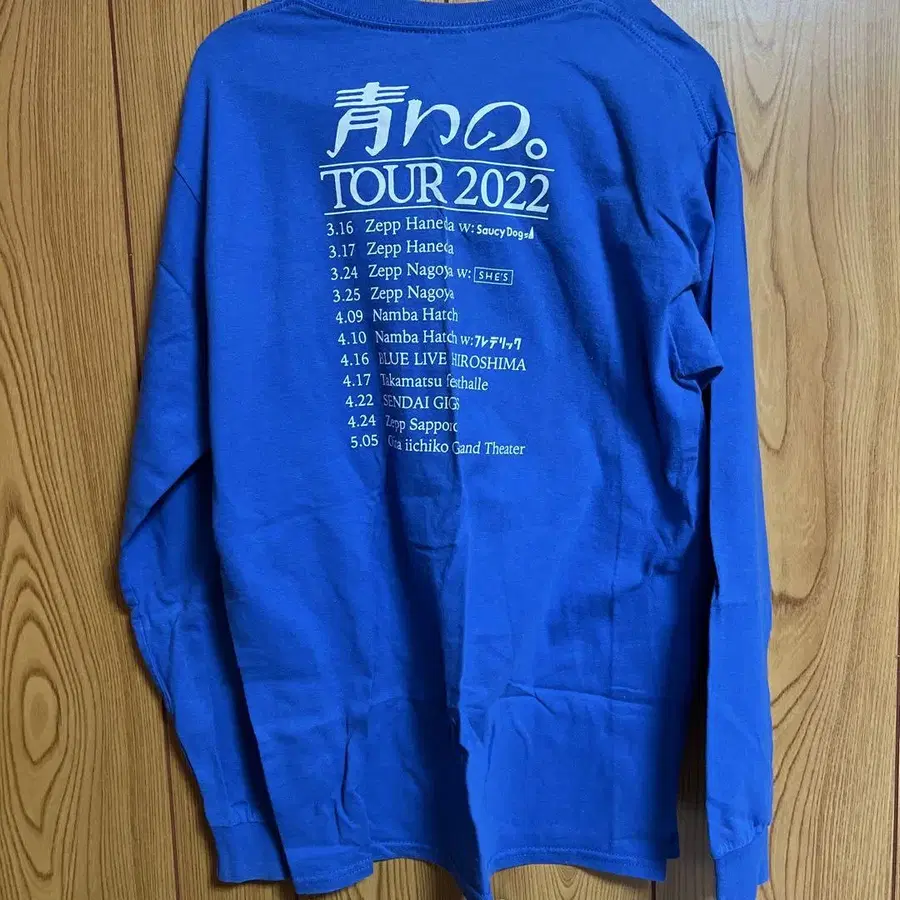 青いの。
TOUR 2022
3.16 Zepp Haneda w: Saucy Dog
3.17 Zepp Haneda
3.24 Zepp Nagoya w: SHE'S
3.25 Zepp Nagoya
4.09 Namba Hatch
4.10 Namba Hatch w: フレデリック
4.16 BLUE LIVE HIROSHIMA
4.17 Takamatsu festhalle
4.22 SENDAI GIGS
4.24 Zepp Sapporo
5.05 Oita iichiko Gand Theater